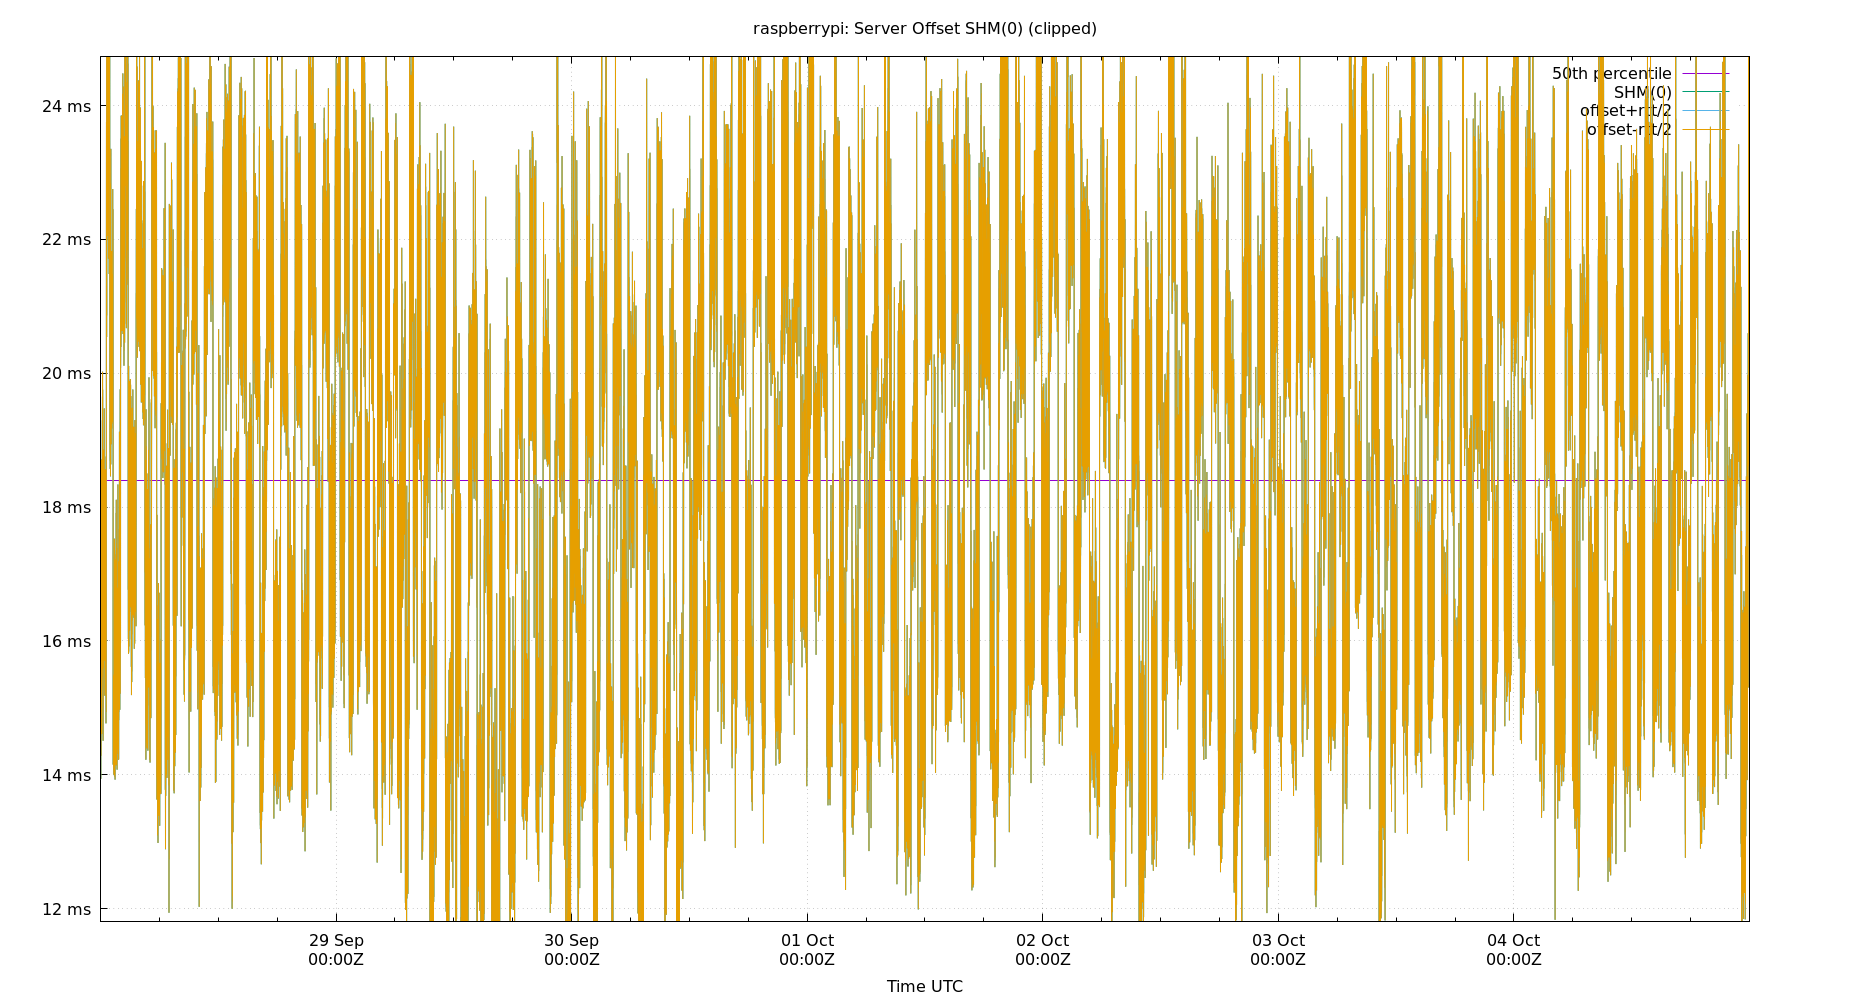 raspberrypi: Server Offset SHM(0) (clipped)
50th percentile
SHM(0)
offset+rtt/2
offset-rtt/2
24 ms
22 ms
20 ms
18 ms
16 ms
14 ms
12 ms
29 Sep 30 Sep 01 Oct 02 Oct 03 Oct 04 Oct
00:00Z 00:00Z 00:00Z 00:00Z 00:00Z 00:00Z
Time UTC